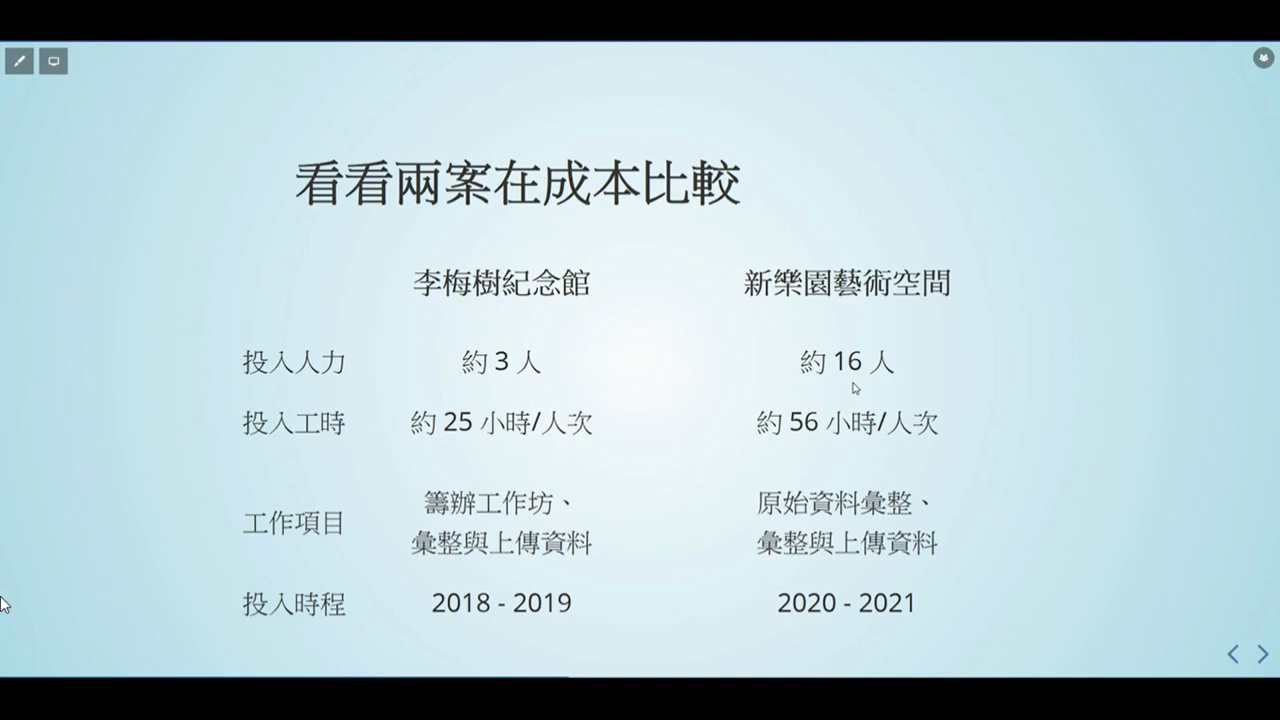 看看兩案在成本比較
李梅樹紀念館 新樂園藝術空間
投入人力 約 3 人 約 16 人
投入工時 約 25 小時/人次 約 56 小時/人次
工作項目 籌辦工作坊、 原始資料彙整、
彙整與上傳資料 彙整與上傳資料
投入時程 2018 - 2019 2020 - 2021